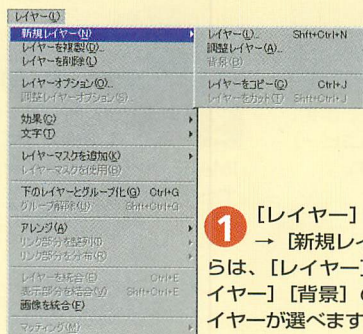 レイヤー(L)
新規レイヤー(N)
レイヤーを複製(D)...
レイヤーを削除(L)
レイヤーオプション(O)...
調整レイヤーオプション(S)...
効果(C)
文字(T)
レイヤーマスクを追加(K)
レイヤーマスクを使用(B)
下のレイヤーとグループ化(G) Ctrl+G
グループ解除(U) Shift+Ctrl+G
アレンジ(A)
リンク部分を整列(I)
リンク部分を分布(R)
レイヤーを統合(E) Ctrl+E
表示部分を結合(V) Shift+Ctrl+E
画像を統合(F)
マッティング(M)
レイヤー(L)... Shift+Ctrl+N
調整レイヤー(A)...
背景(B)
レイヤーをコピー(C) Ctrl+J
レイヤーをカット(T) Shift+Ctrl+J
1 [レイヤー]
→ [新規レイ
らは、[レイヤー]
イヤー] [背景]
イヤーが選べます